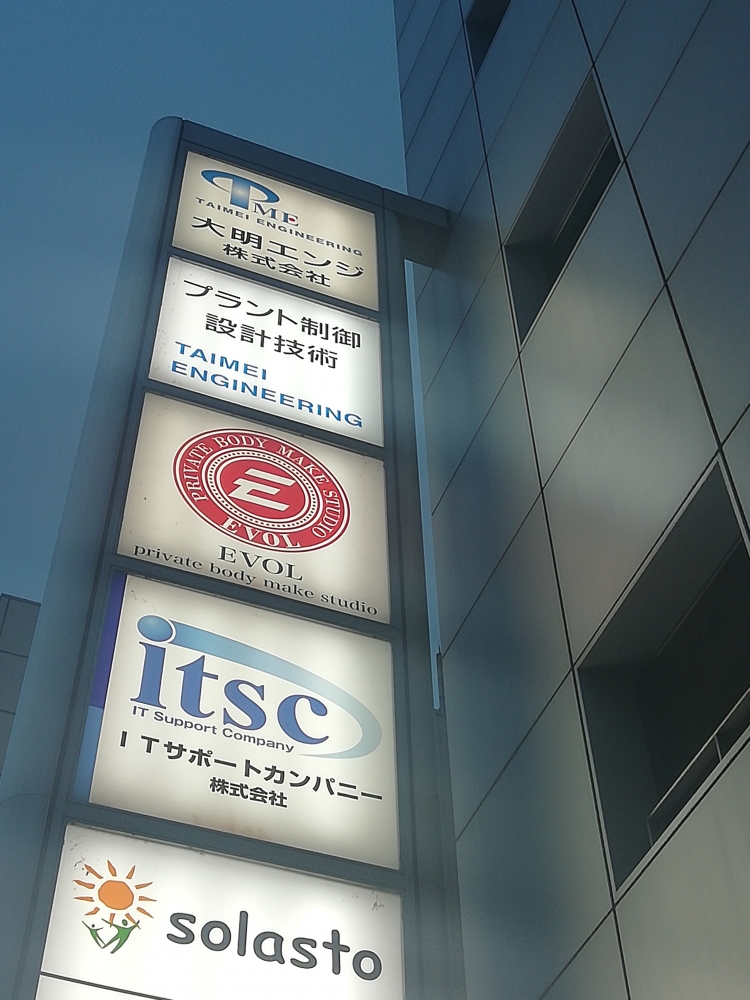 TME
TAIMEI ENGINEERING
大明エンジ
株式会社
プラント制御
設計技術
TAIMEI
ENGINEERING
PRIVATE BODY MAKE STUDIO
E
EVOL
EVOL
private body make studio
itsc
IT Support Company
ITサポートカンパニー
株式会社
solasto